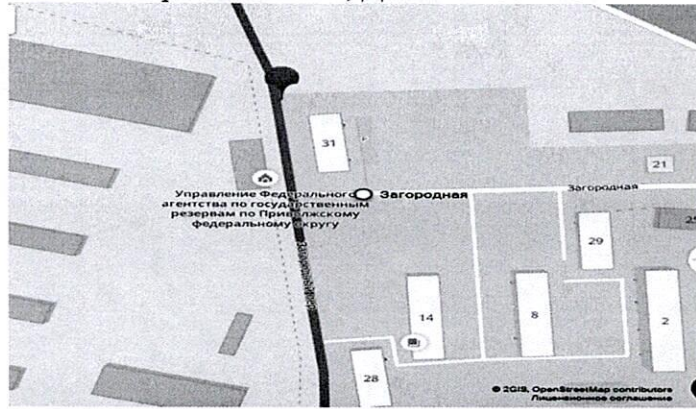 31
21
Управление Федерального
агентства по государственным
резервам по Приволжскому
федеральному округу
Загородная
Загородная
29
14
8
2
28
© 2GIS, OpenStreetMap contributors
Лицензионное соглашение